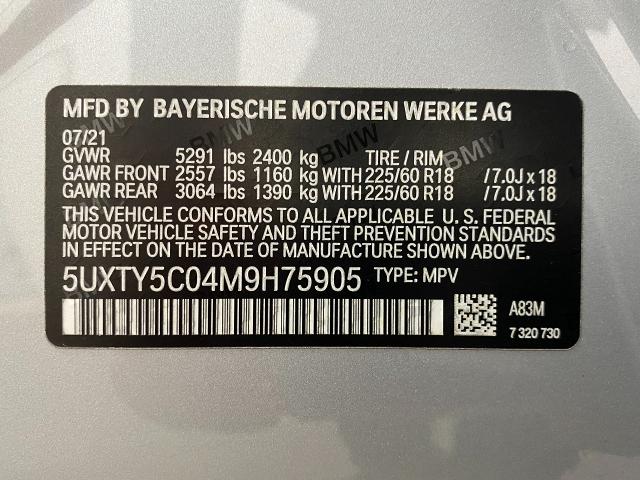 MFD BY BAYERISCHE MOTOREN WERKE AG
07/21
GVWR 5291 lbs 2400 kg TIRE / RIM
GAWR FRONT 2557 lbs 1160 kg WITH 225/60 R18 / 7.0J x 18
GAWR REAR 3064 lbs 1390 kg WITH 225/60 R18 / 7.0J x 18
THIS VEHICLE CONFORMS TO ALL APPLICABLE U. S. FEDERAL
MOTOR VEHICLE SAFETY AND THEFT PREVENTION STANDARDS
IN EFFECT ON THE DATE OF MANUFACTURE SHOWN ABOVE.
5UXTY5C04M9H75905 TYPE: MPV
A83M
7 320 730
BMW
BMW
BMW